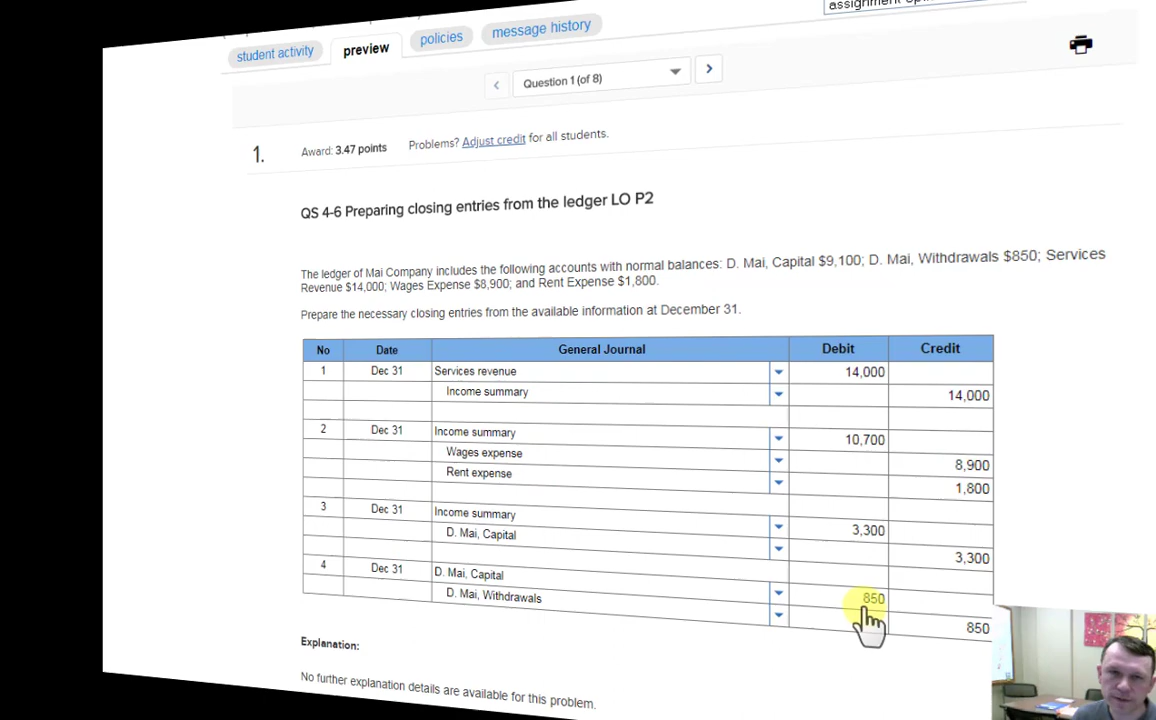 student activity preview policies message history
Question 1 (of 8)
1. Award: 3.47 points Problems? Adjust credit for all students.
QS 4-6 Preparing closing entries from the ledger LO P2
The ledger of Mai Company includes the following accounts with normal balances: D. Mai, Capital $9,100; D. Mai, Withdrawals $850; Services
Revenue $14,000; Wages Expense $8,900; and Rent Expense $1,800.
Prepare the necessary closing entries from the available information at December 31.
No Date General Journal Debit Credit
1 Dec 31 Services revenue 14,000
Income summary 14,000
2 Dec 31 Income summary 10,700
Wages expense 8,900
Rent expense 1,800
3 Dec 31 Income summary 3,300
D. Mai, Capital 3,300
4 Dec 31 D. Mai, Capital 850
D. Mai, Withdrawals 850
Explanation:
No further explanation details are available for this problem.